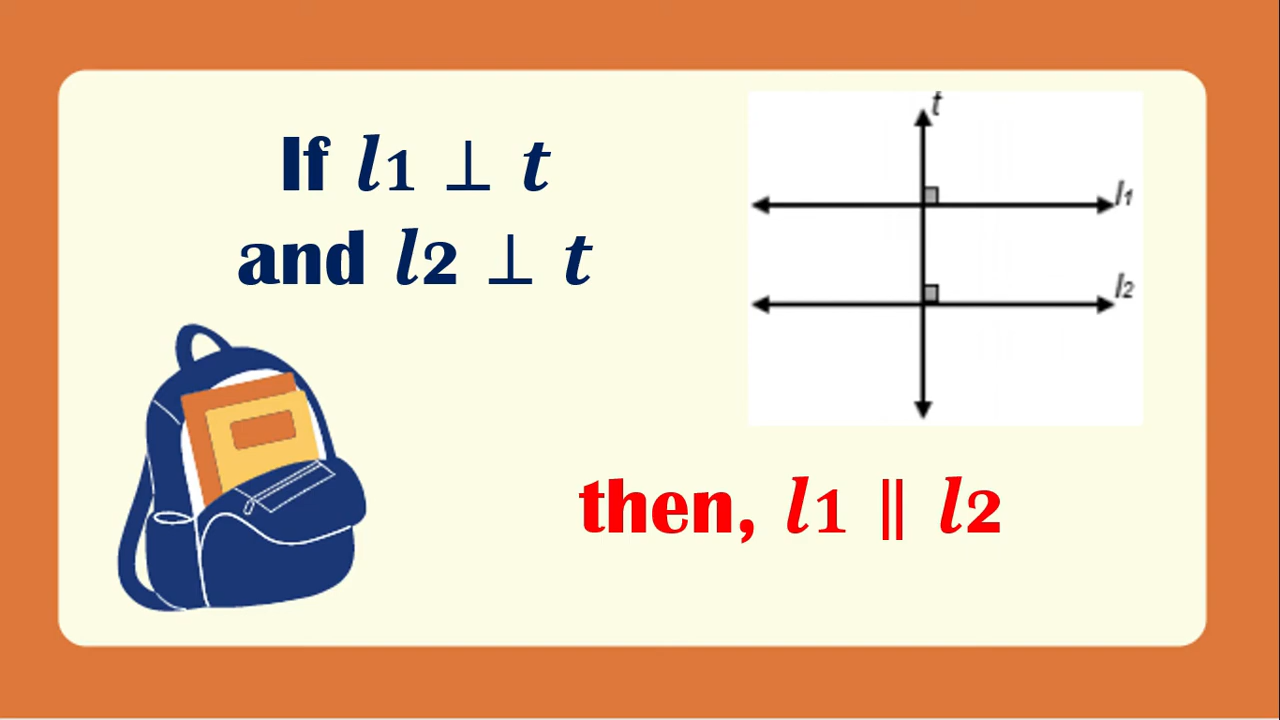 If l1 ⊥ t
and l2 ⊥ t
t
l1
l2
then, l1 ∥ l2